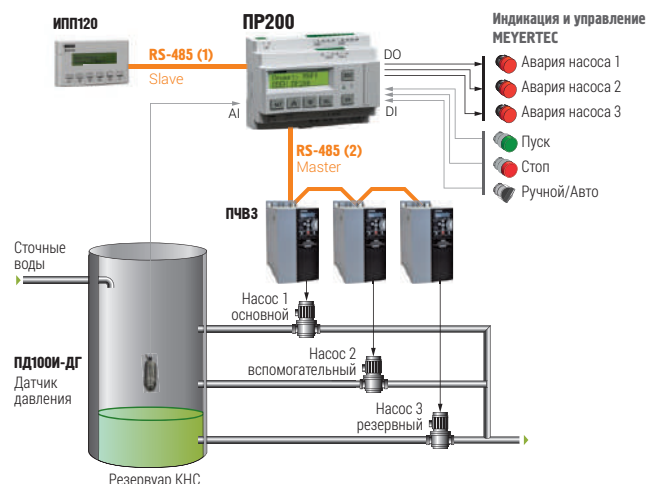 ИПП120
ПР200
Индикация и управление
MEYERTEC
RS-485 (1)
Slave
DO
Авария насоса 1
Авария насоса 2
Авария насоса 3
AI
DI
Пуск
Стоп
Ручной/Авто
RS-485 (2)
Master
ПЧВ3
Сточные
воды
Насос 1
основной
Насос 2
вспомогательный
ПД100И-ДГ
Датчик
давления
Насос 3
резервный
Резервуар КНС